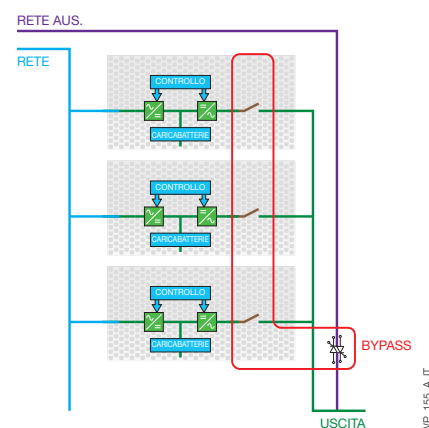 RETE AUS.
RETE
CONTROLLO
CARICABATTERIE
CONTROLLO
CARICABATTERIE
CONTROLLO
CARICABATTERIE
BYPASS
USCITA